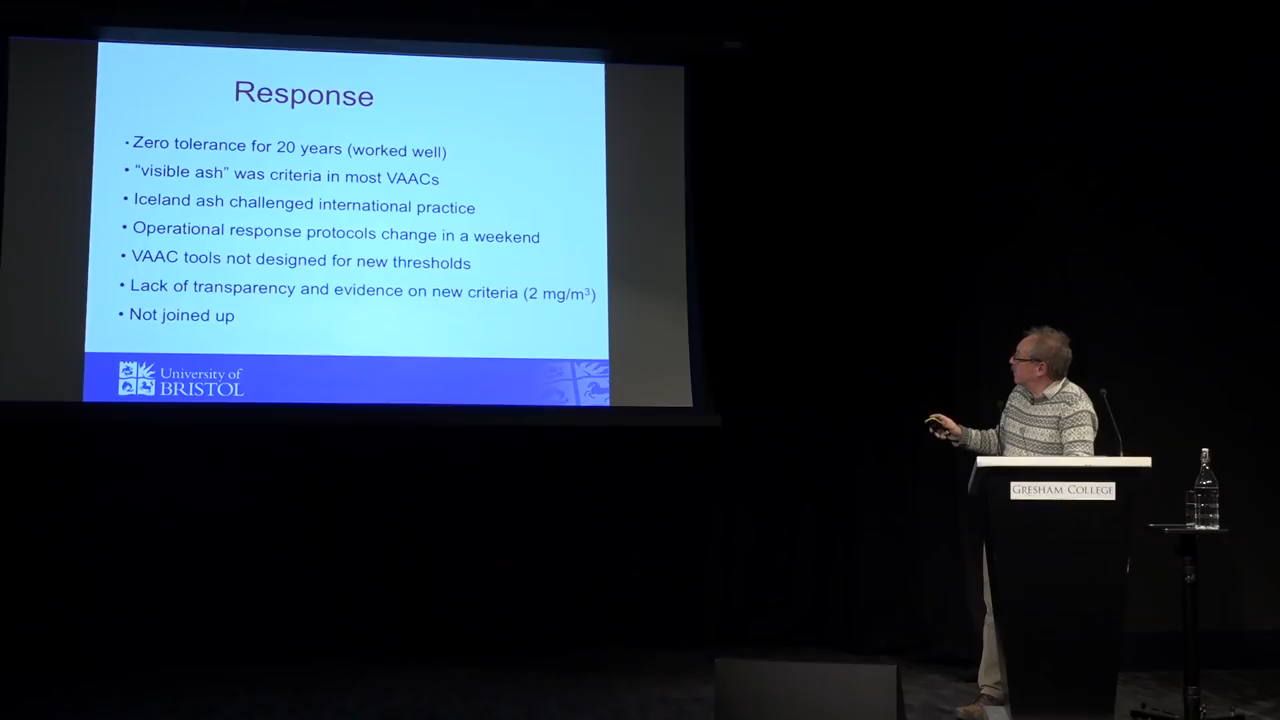 Response
• Zero tolerance for 20 years (worked well)
• “visible ash” was criteria in most VAACs
• Iceland ash challenged international practice
• Operational response protocols change in a weekend
• VAAC tools not designed for new thresholds
• Lack of transparency and evidence on new criteria (2 mg/m³)
• Not joined up
University of
BRISTOL
GRESHAM COLLEGE